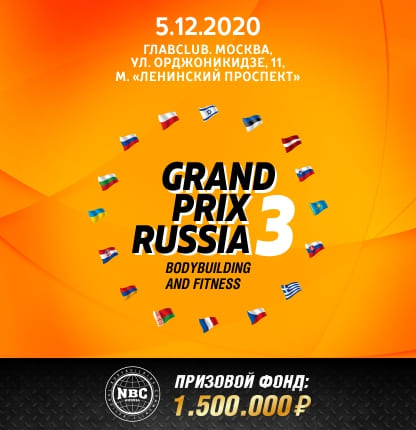 5.12.2020
ГЛАВCLUB. МОСКВА,
УЛ. ОРДЖОНИКИДЗЕ, 11,
М. «ЛЕНИНСКИЙ ПРОСПЕКТ»
GRAND
PRIX
RUSSIA 3
BODYBUILDING
AND FITNESS
NBC
RUSSIA
ПРИЗОВОЙ ФОНД:
1.500.000 ₽